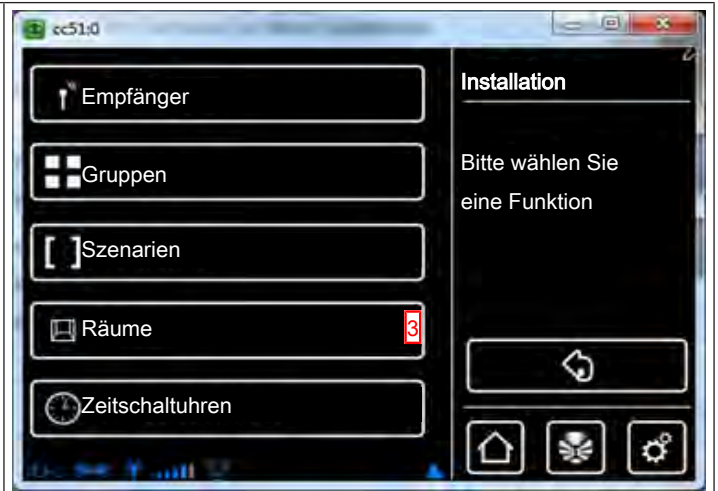 cc51:0
Empfänger
Gruppen
Szenarien
Räume
3
Zeitschaltuhren
Installation
Bitte wählen Sie
eine Funktion